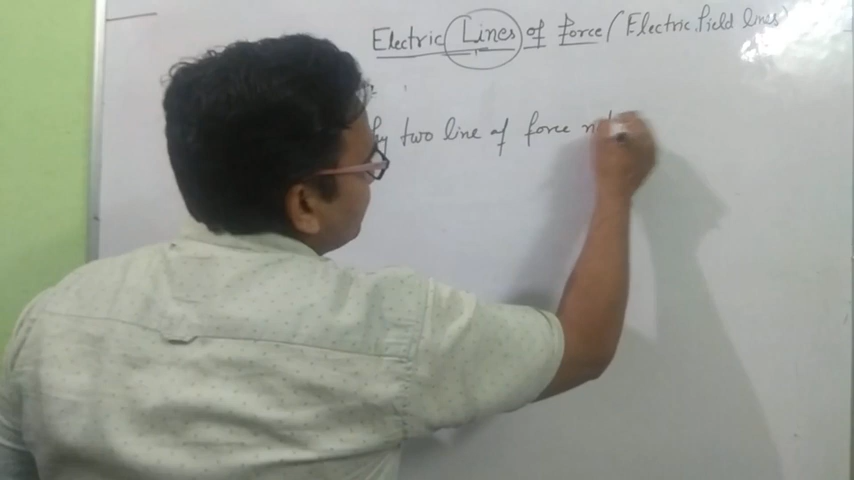 Electric Lines of Force (Electric field lines)
two line of force